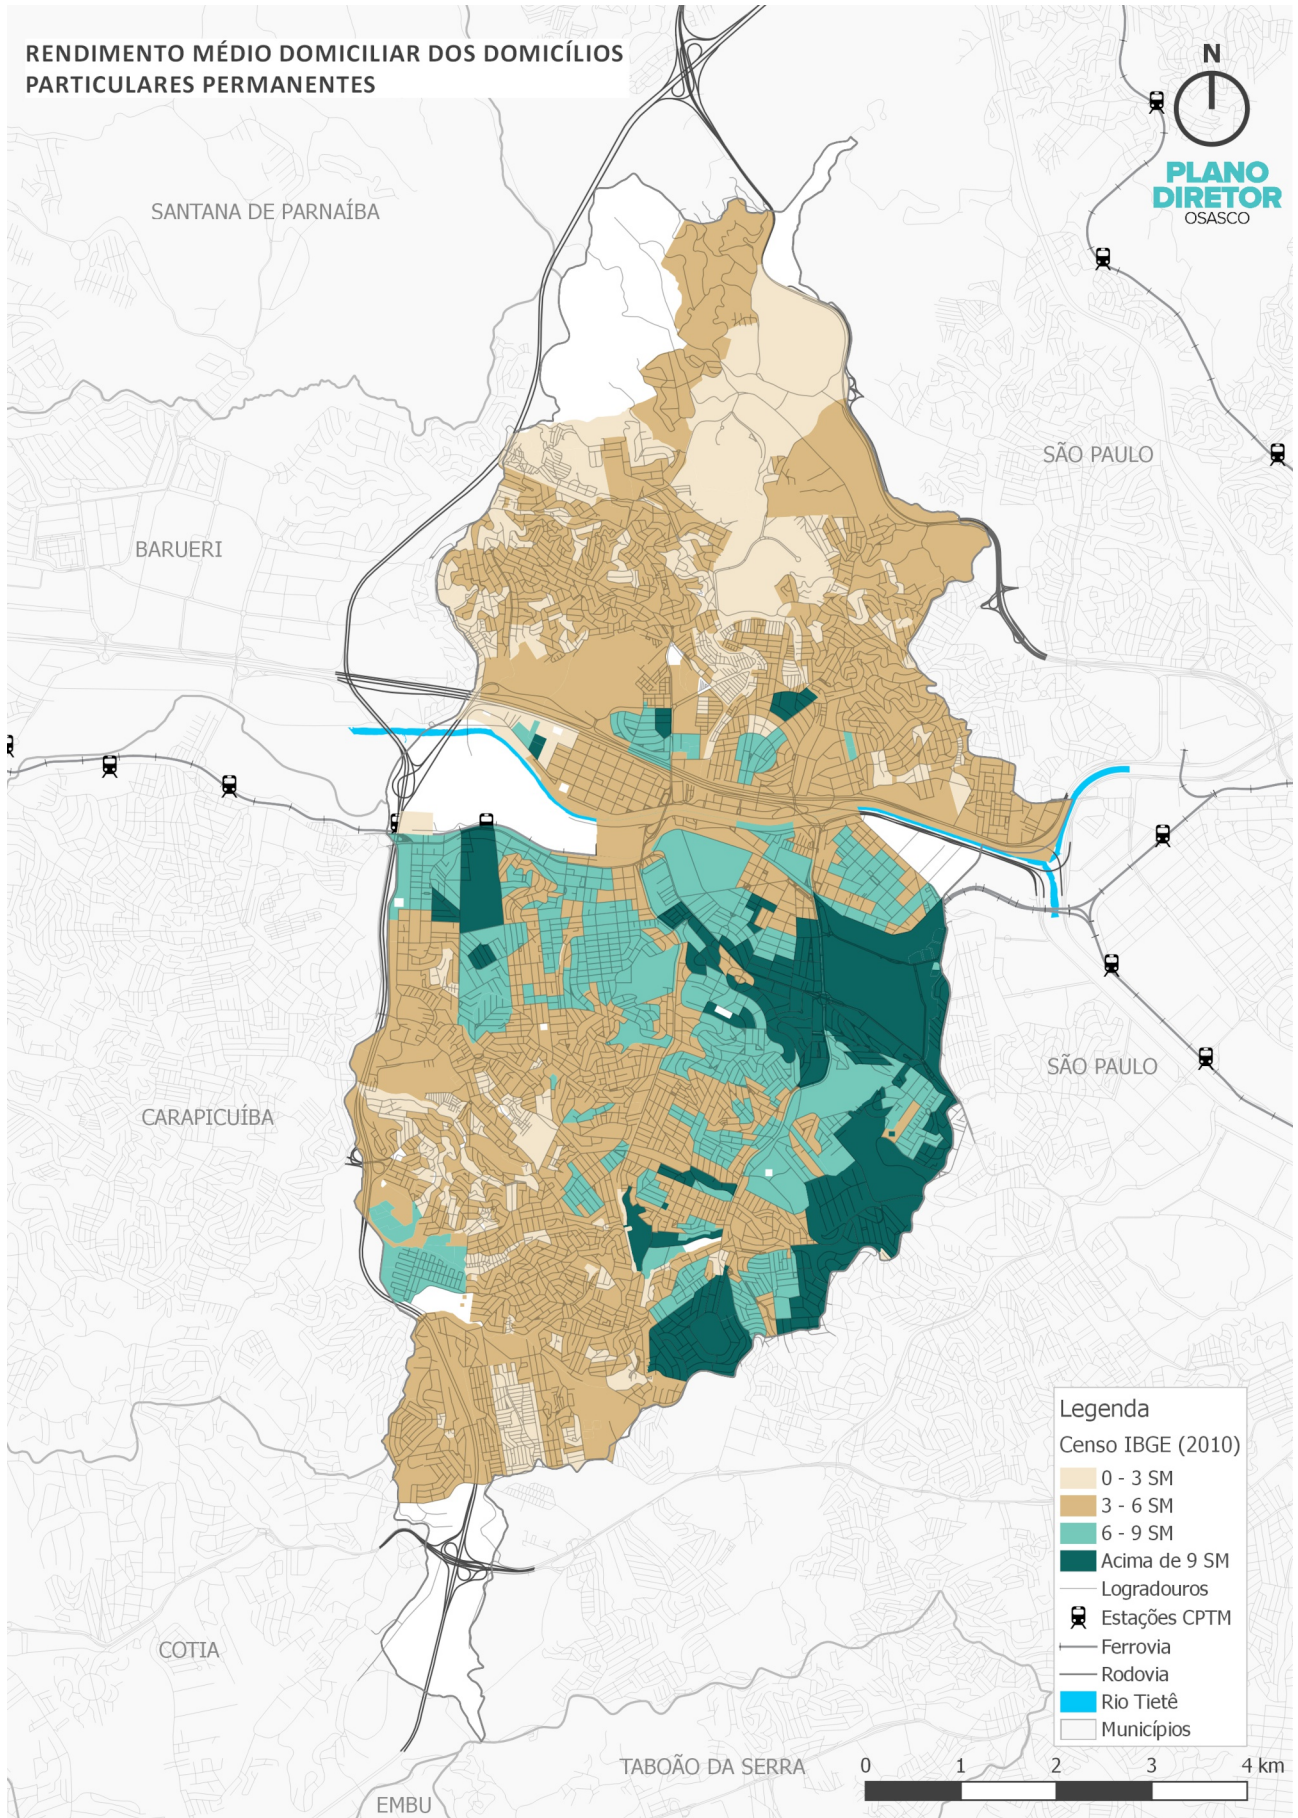 RENDIMENTO MÉDIO DOMICILIAR DOS DOMICÍLIOS
PARTICULARES PERMANENTES
N
PLANO
DIRETOR
OSASCO
SANTANA DE PARNAÍBA
SÃO PAULO
BARUERI
SÃO PAULO
CARAPICUÍBA
COTIA
TABOÃO DA SERRA
EMBU
Legenda
Censo IBGE (2010)
0 - 3 SM
3 - 6 SM
6 - 9 SM
Acima de 9 SM
Logradouros
Estações CPTM
Ferrovia
Rodovia
Rio Tietê
Municípios
0 1 2 3 4 km